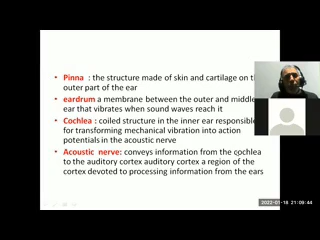 • Pinna : the structure made of skin and cartilage on th
outer part of the ear
• eardrum a membrane between the outer and middle
ear that vibrates when sound waves reach it
• Cochlea : coiled structure in the inner ear responsible
for transforming mechanical vibration into action
potentials in the acoustic nerve
• Acoustic nerve: conveys information from the cochlea
to the auditory cortex auditory cortex a region of the
cortex devoted to processing information from the ears
2022-01-18 21:09:44